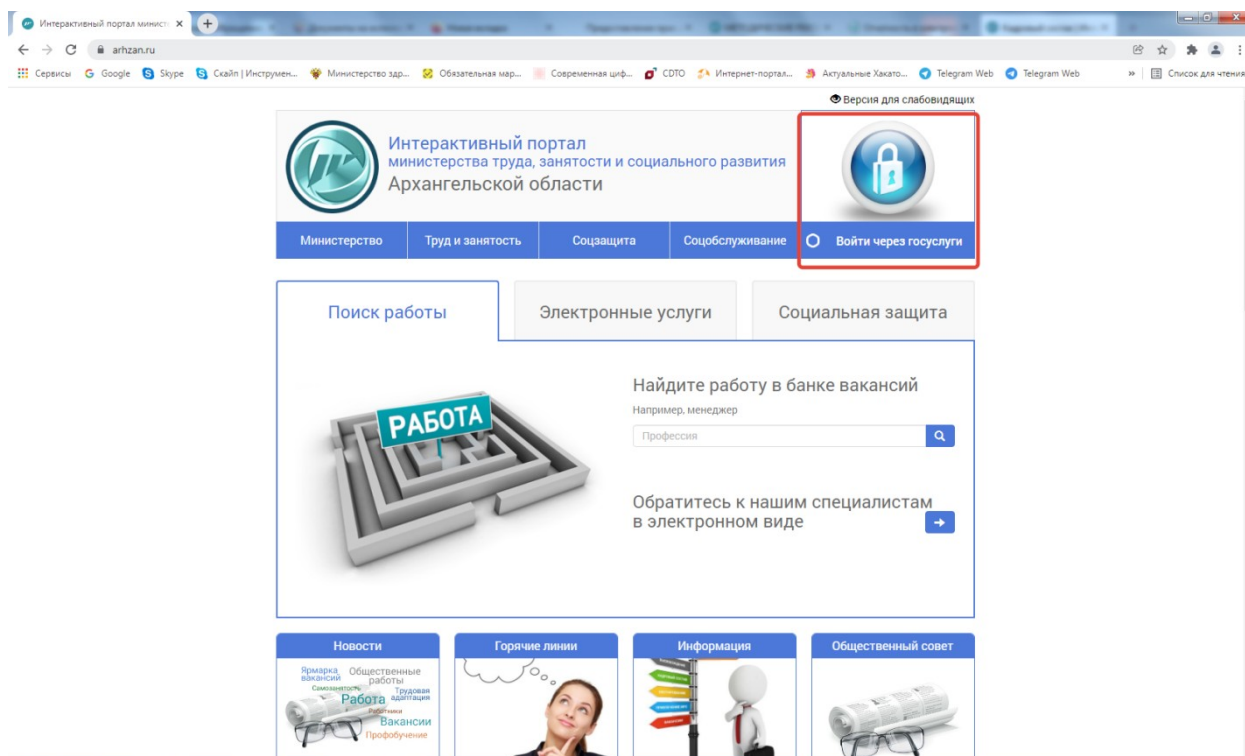 Интерактивный портал минист
arhzan.ru
Сервисы Google Skype Скайп | Инструмен... Министерство здр... Обязательная мар... Современная циф... CDTO Интернет-портал... Актуальные Хакато... Telegram Web Telegram Web » Список для чтения
Версия для слабовидящих
Интерактивный портал
министерства труда, занятости и социального развития
Архангельской области
Министерство Труд и занятость Соцзащита Соцобслуживание Войти через госуслуги
Поиск работы Электронные услуги Социальная защита
РАБОТА
Найдите работу в банке вакансий
Например, менеджер
Профессия
Обратитесь к нашим специалистам
в электронном виде
Новости Горячие линии Информация Общественный совет
Ярмарка вакансий
Общественные работы
Самозанятость
Трудовая адаптация
Работа
Работники
Вакансии
Профобучение